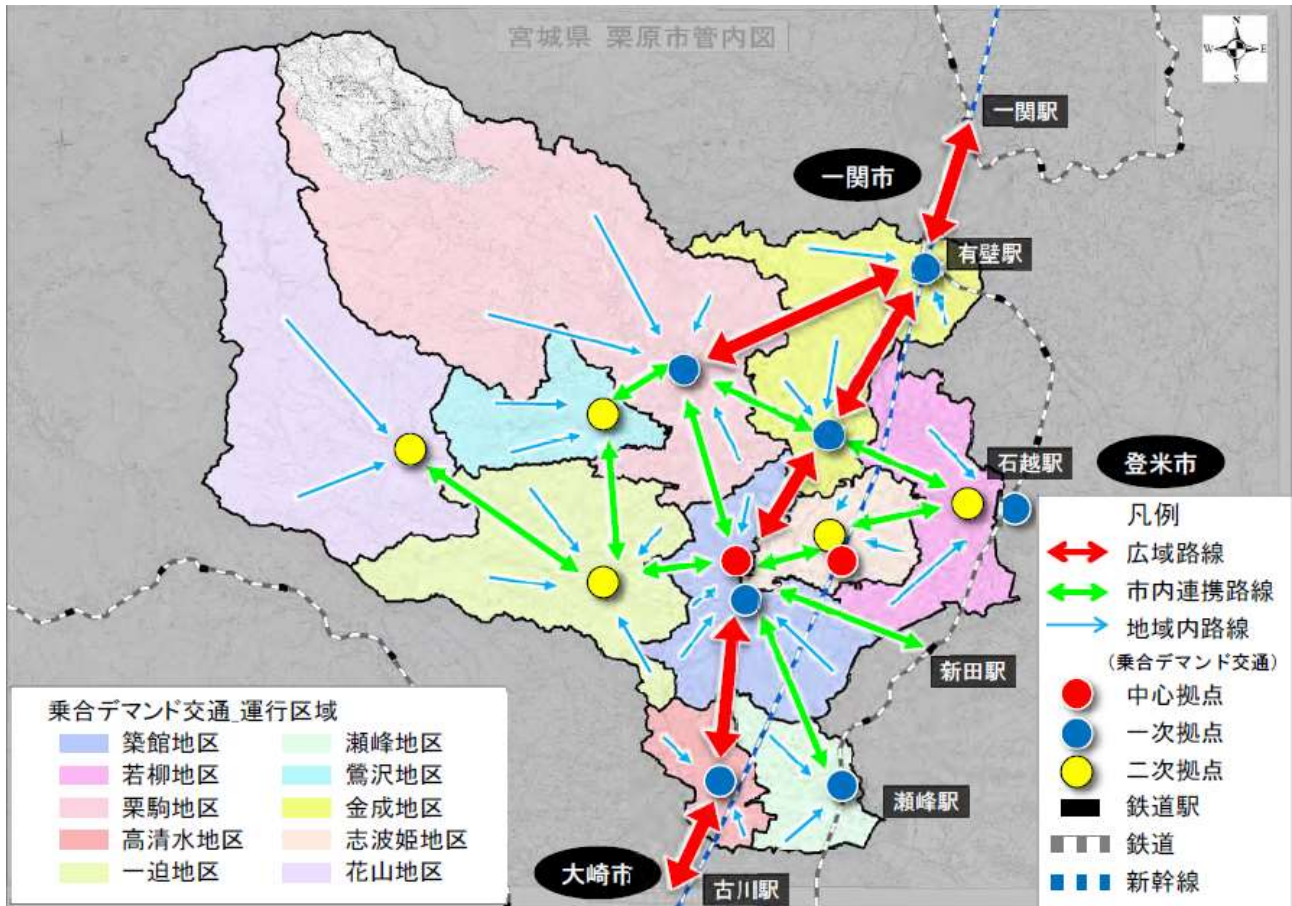 宮城県 栗原市管内図
N
W E
S
一関駅
一関市
有壁駅
石越駅
登米市
新田駅
瀬峰駅
大崎市
古川駅
凡例
広域路線
市内連携路線
地域内路線
(乗合デマンド交通)
中心拠点
一次拠点
二次拠点
鉄道駅
鉄道
新幹線
乗合デマンド交通_運行区域
築館地区
若柳地区
栗駒地区
高清水地区
一迫地区
瀬峰地区
鶯沢地区
金成地区
志波姫地区
花山地区